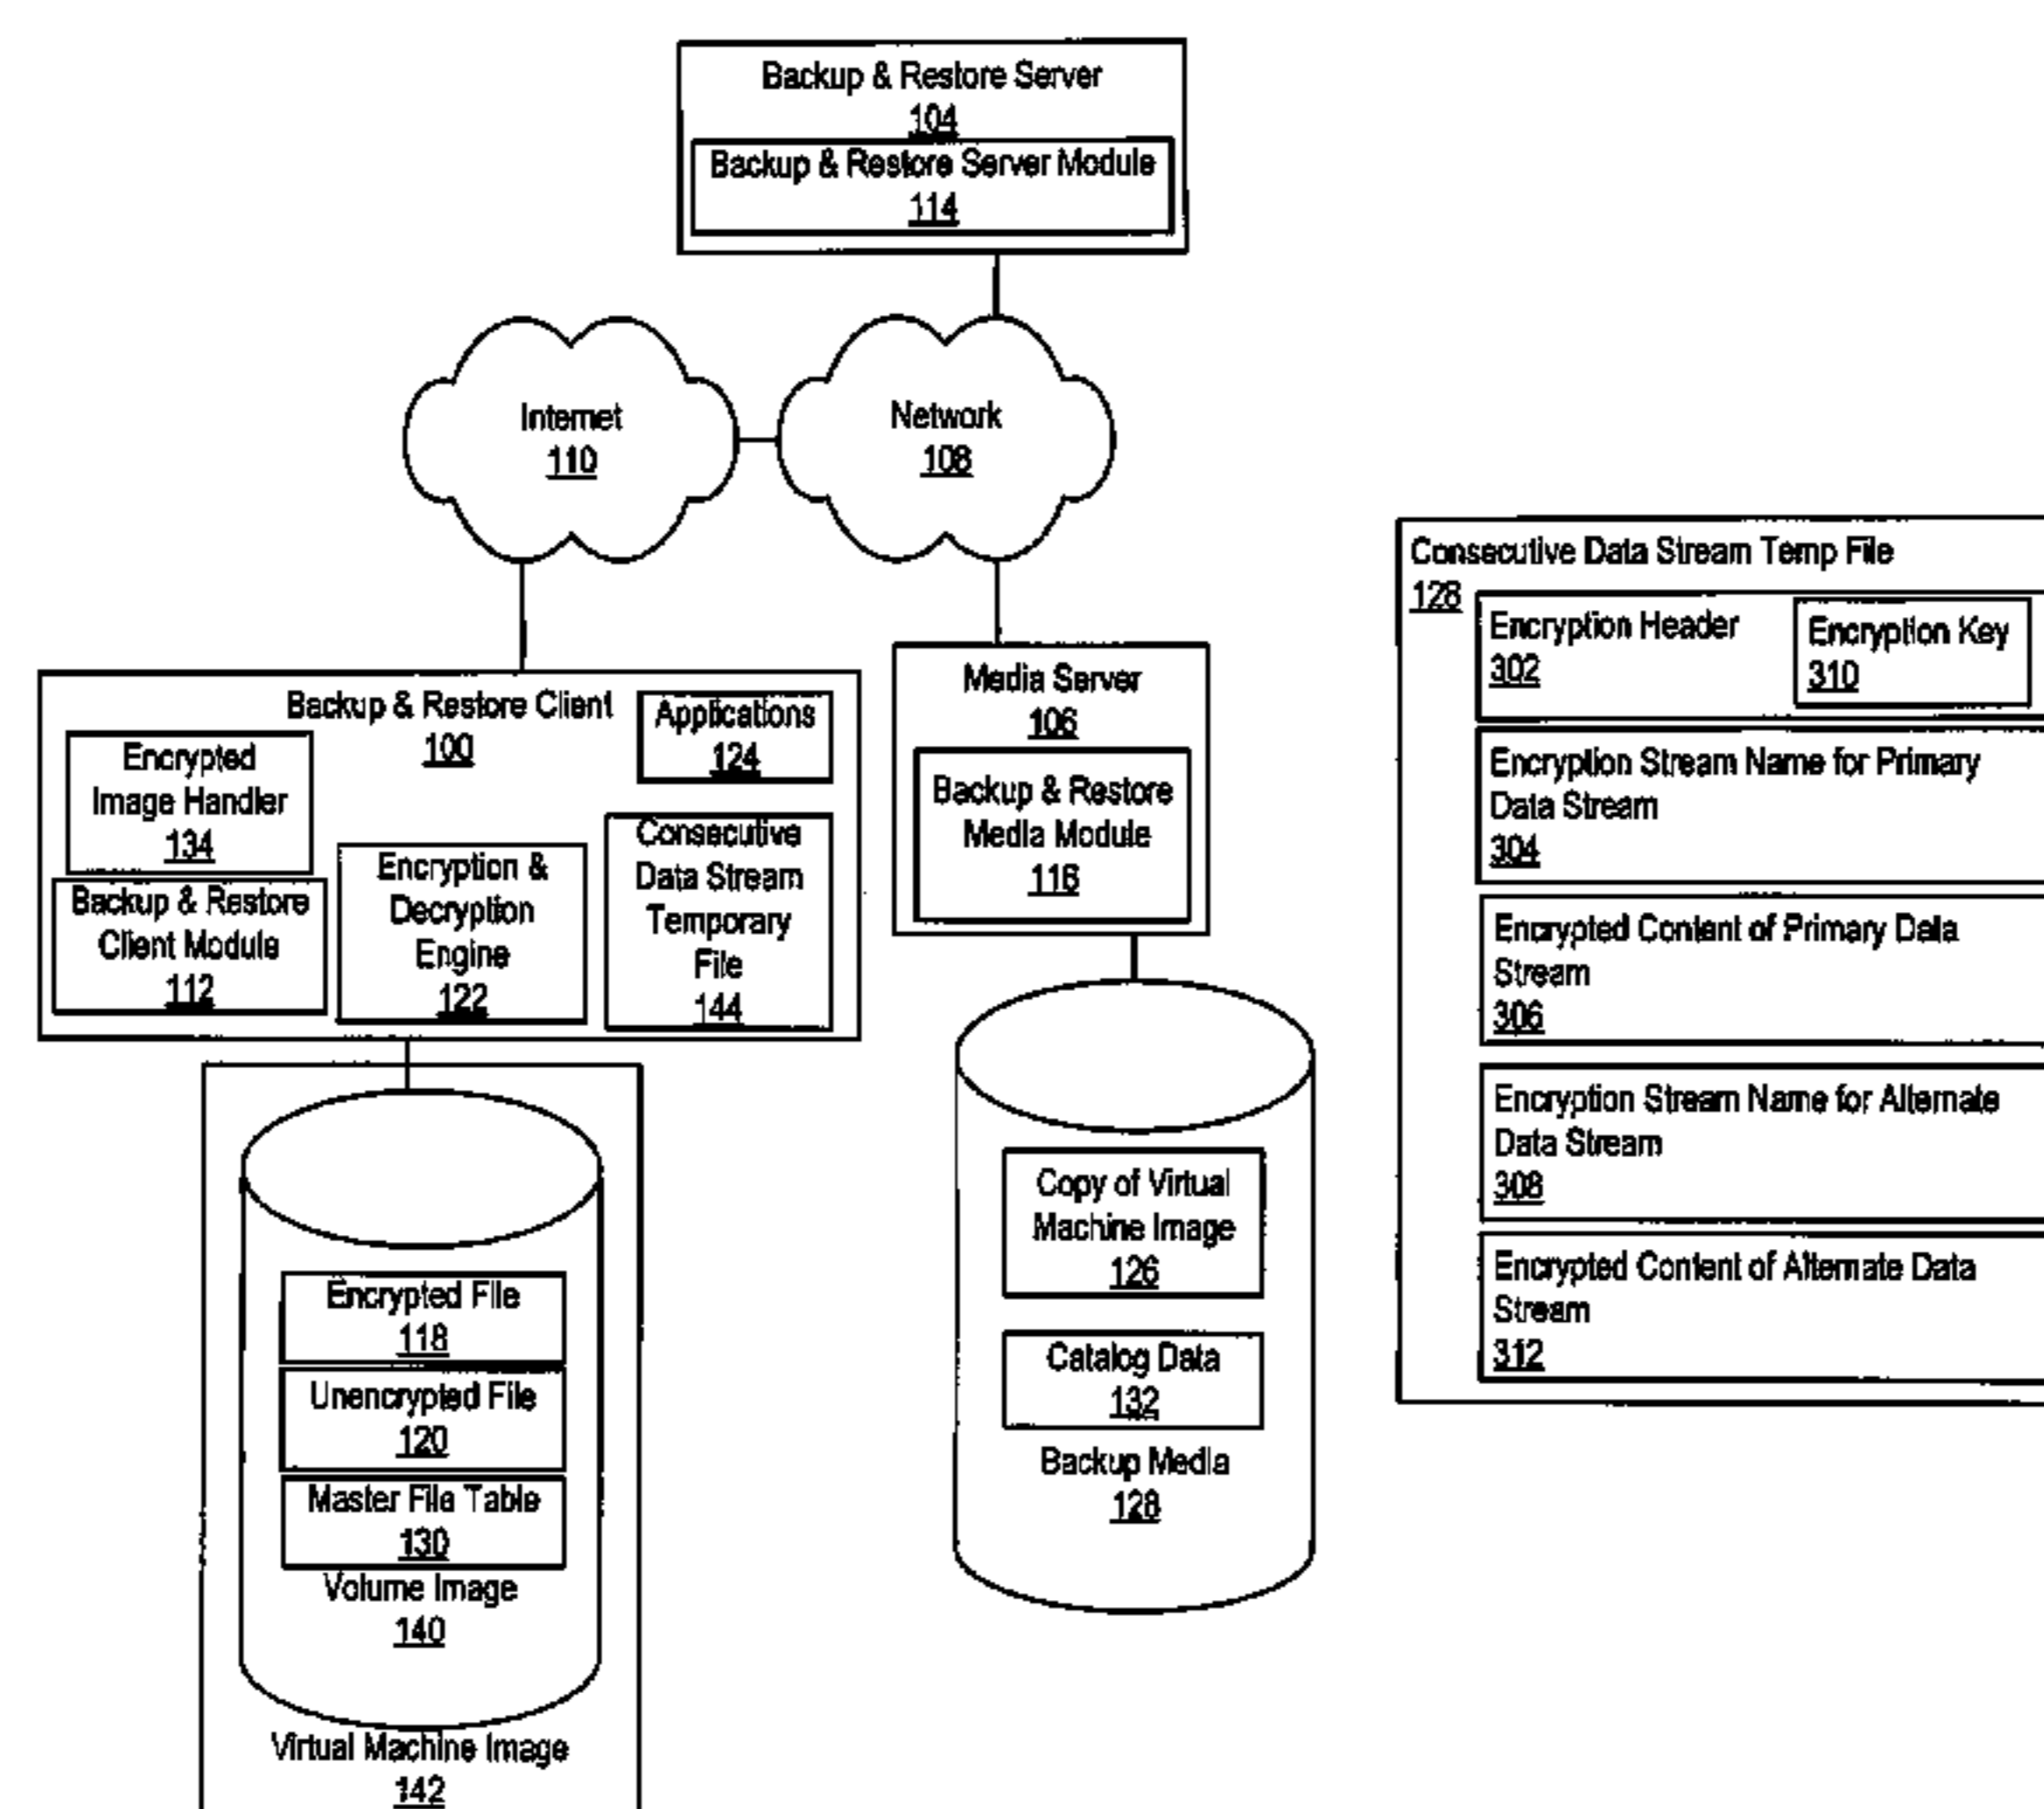 Backup & Restore Server
104
Backup & Restore Server Module
114
Internet
110
Network
108
Backup & Restore Client
100
Applications
124
Encrypted
Image Handler
134
Backup & Restore
Client Module
112
Encryption &
Decryption
Engine
122
Consecutive
Data Stream
Temporary
File
144
Media Server
106
Backup & Restore
Media Module
116
Encrypted File
118
Unencrypted File
120
Master File Table
130
Volume Image
140
Virtual Machine Image
142
Copy of Virtual
Machine Image
126
Catalog Data
132
Backup Media
128
Consecutive Data Stream Temp File
128
Encryption Header
302
Encryption Key
310
Encryption Stream Name for Primary
Data Stream
304
Encrypted Content of Primary Data
Stream
306
Encryption Stream Name for Alternate
Data Stream
308
Encrypted Content of Alternate Data
Stream
312